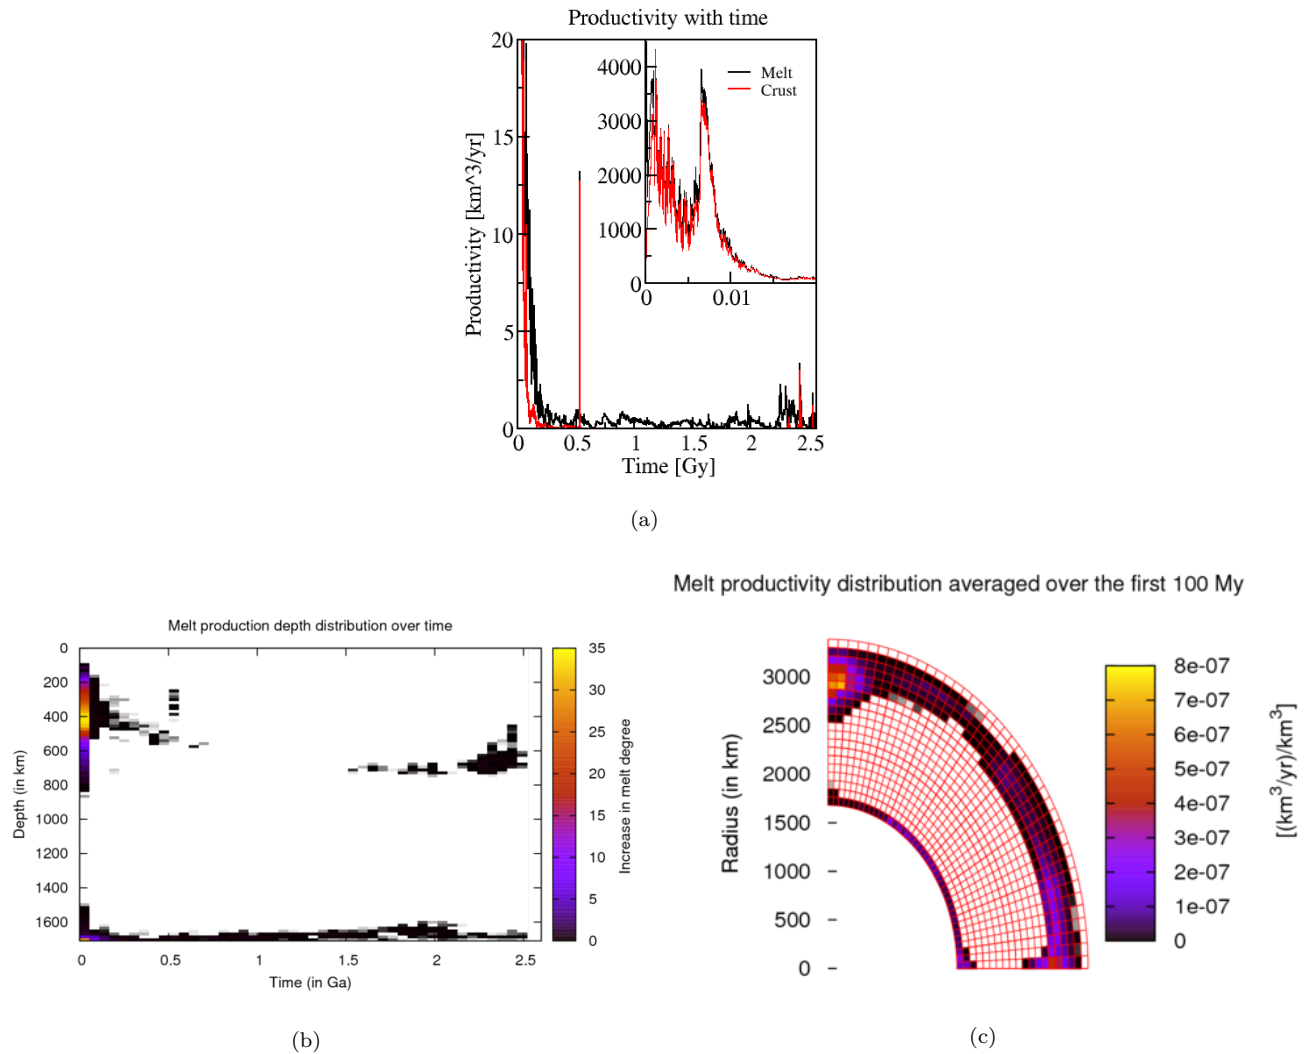 Productivity with time
Productivity [km^3/yr]
20
15
10
5
0
0
0.5
1
1.5
2
2.5
Time [Gy]
4000
3000
2000
1000
0
0
0.01
Melt
Crust
(a)
Melt production depth distribution over time
Depth (in km)
0
200
400
600
800
1000
1200
1400
1600
0
0.5
1
1.5
2
2.5
Time (in Ga)
35
30
25
20
15
10
5
0
Increase in melt degree
(b)
Melt productivity distribution averaged over the first 100 My
Radius (in km)
3000
2500
2000
1500
1000
500
0
8e-07
7e-07
6e-07
5e-07
4e-07
3e-07
2e-07
1e-07
0
[(km³/yr)/km³]
(c)